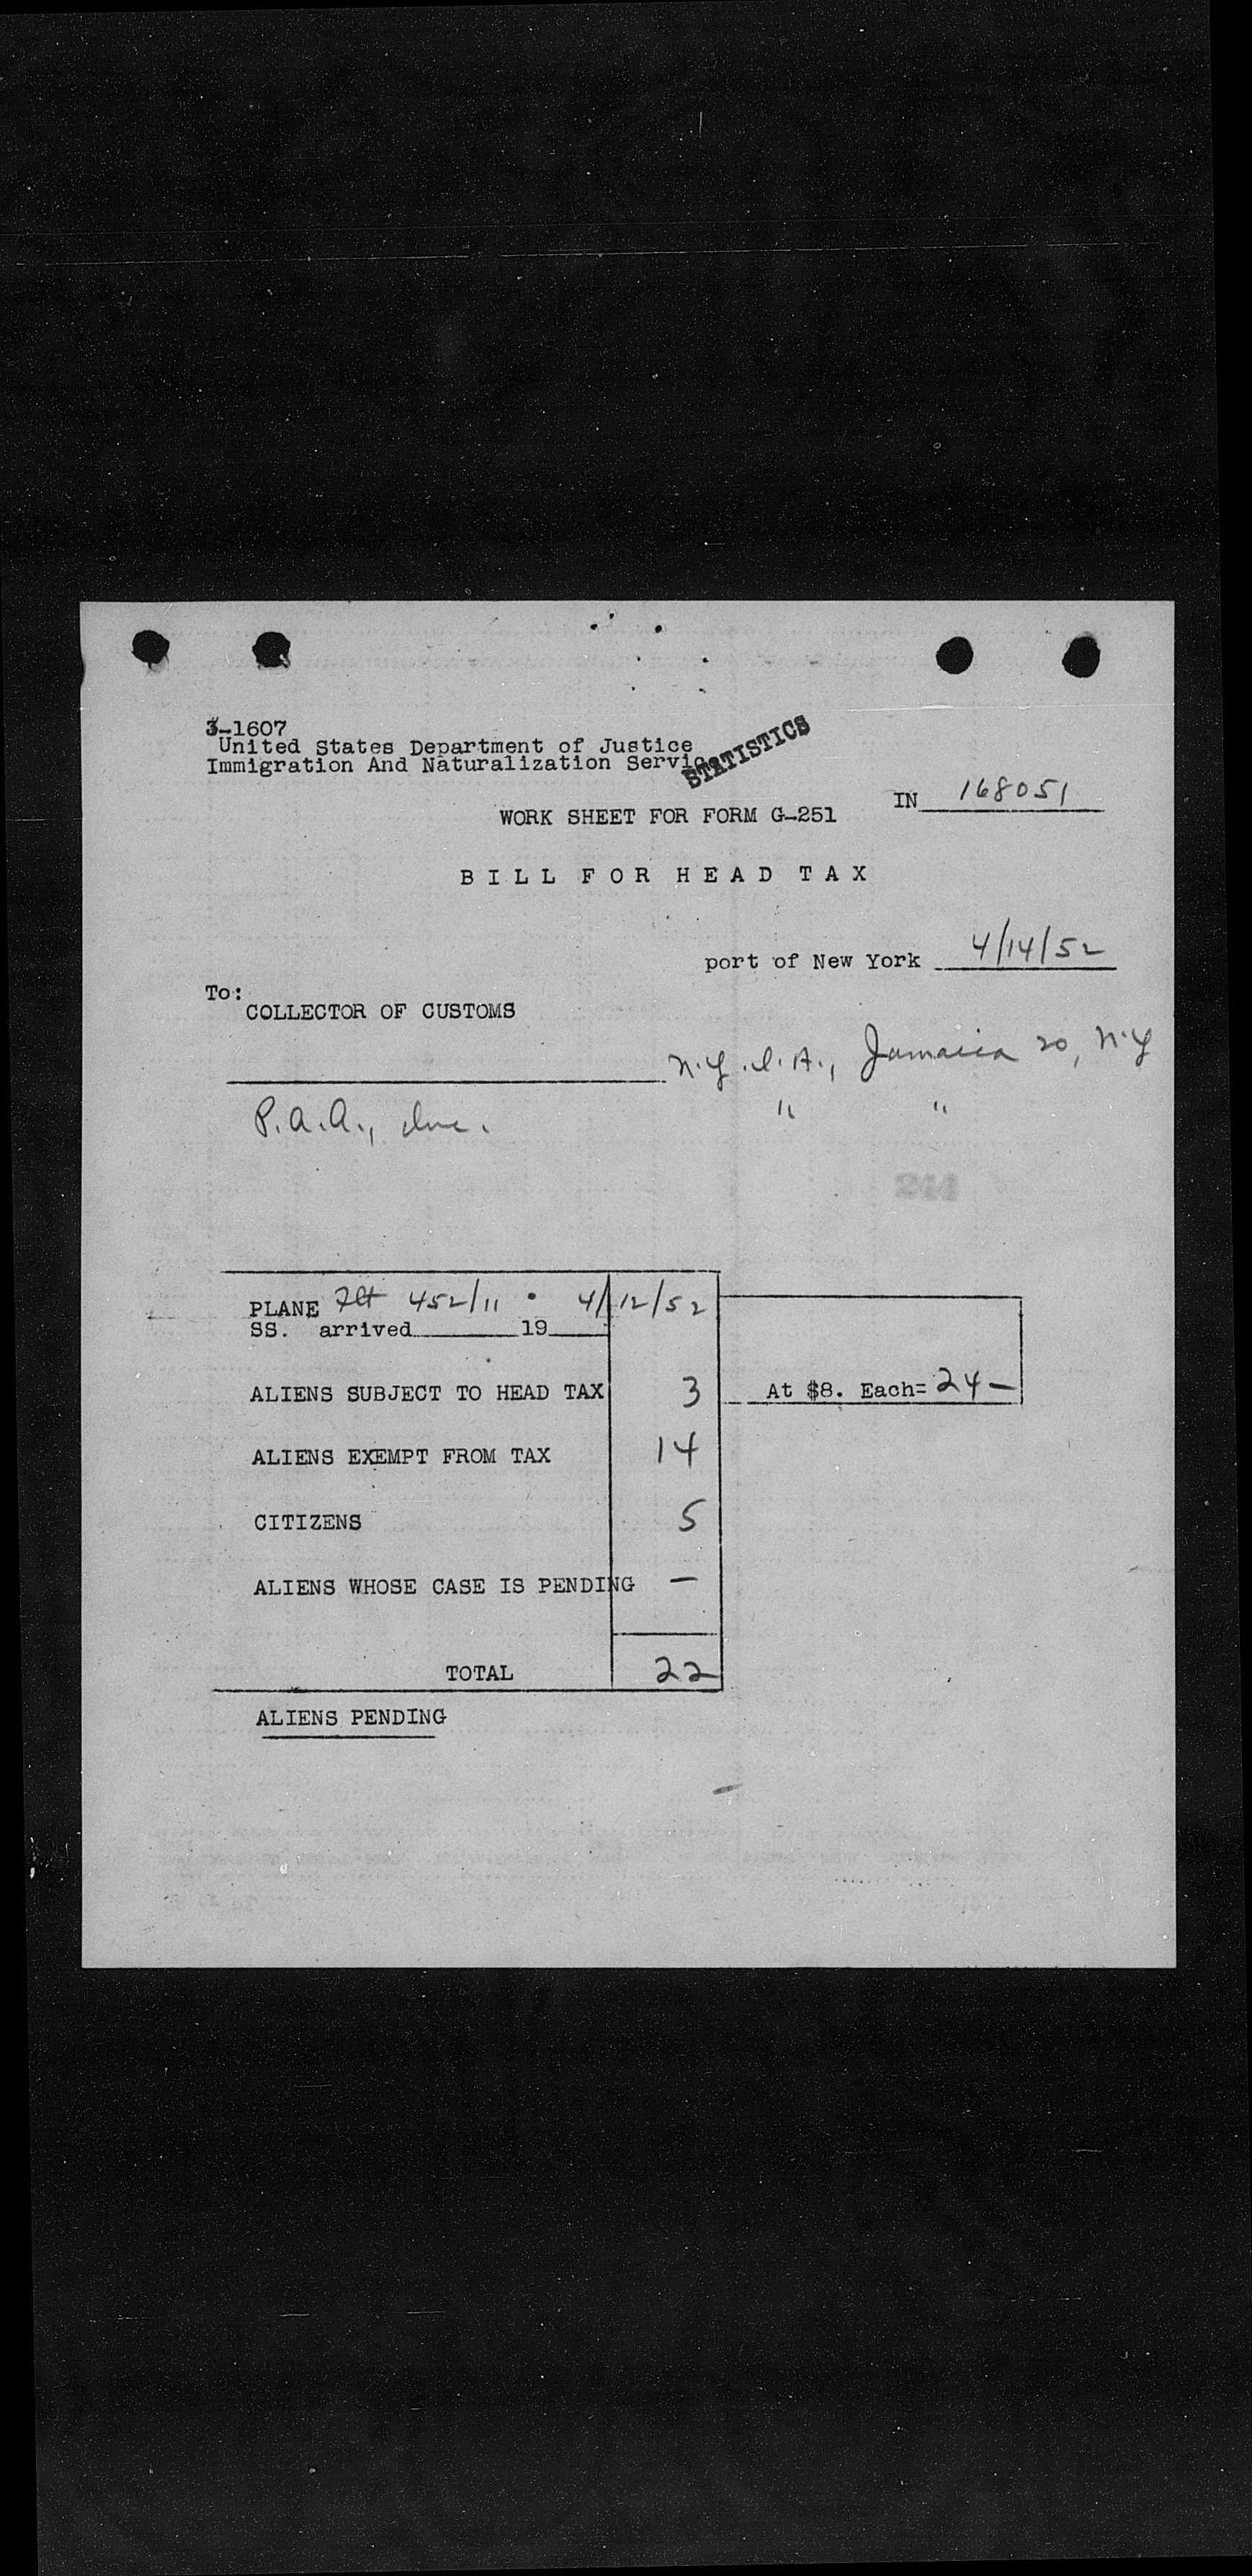 3-1607
United States Department of Justice
Immigration And Naturalization Service
STATISTICS
IN 168051
WORK SHEET FOR FORM G-251
BILL FOR HEAD TAX
port of New York 4/14/52
To:
COLLECTOR OF CUSTOMS
N.Y.I.A., Jamaica 20, N.Y
P.A.A., Inc. " "
244
PLANE Flt 452/11 • 4/12/52
SS. arrived 19
ALIENS SUBJECT TO HEAD TAX 3 At $8. Each= 24 —
ALIENS EXEMPT FROM TAX 14
CITIZENS 5
ALIENS WHOSE CASE IS PENDING —
TOTAL 22
ALIENS PENDING